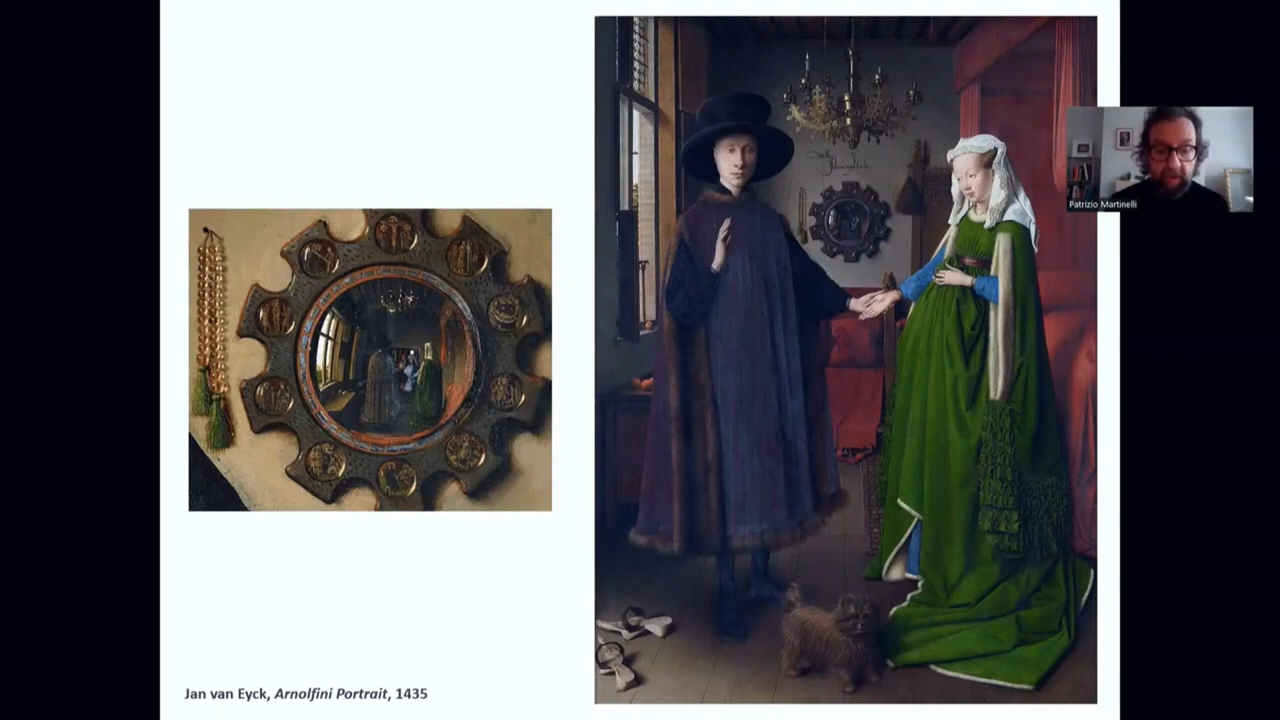 Patrizio Martinelli
Jan van Eyck, Arnolfini Portrait, 1435